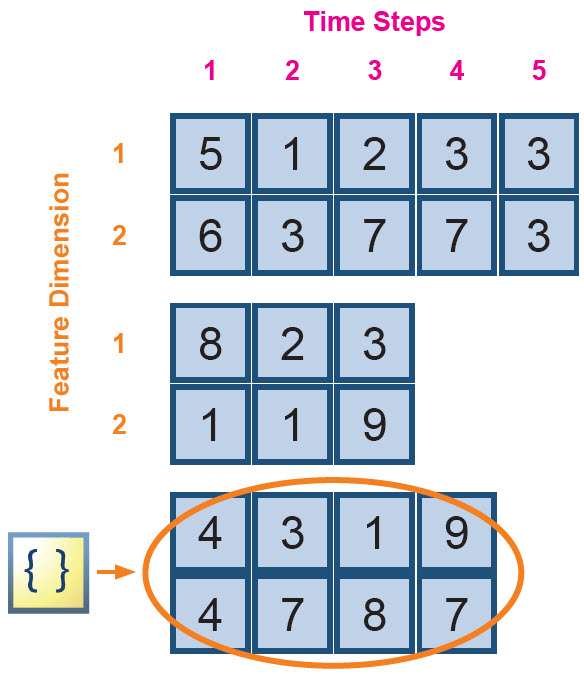 Time Steps
1 2 3 4 5
Feature Dimension
1 5 1 2 3 3
2 6 3 7 7 3
1 8 2 3
2 1 1 9
4 3 1 9
{ }
4 7 8 7